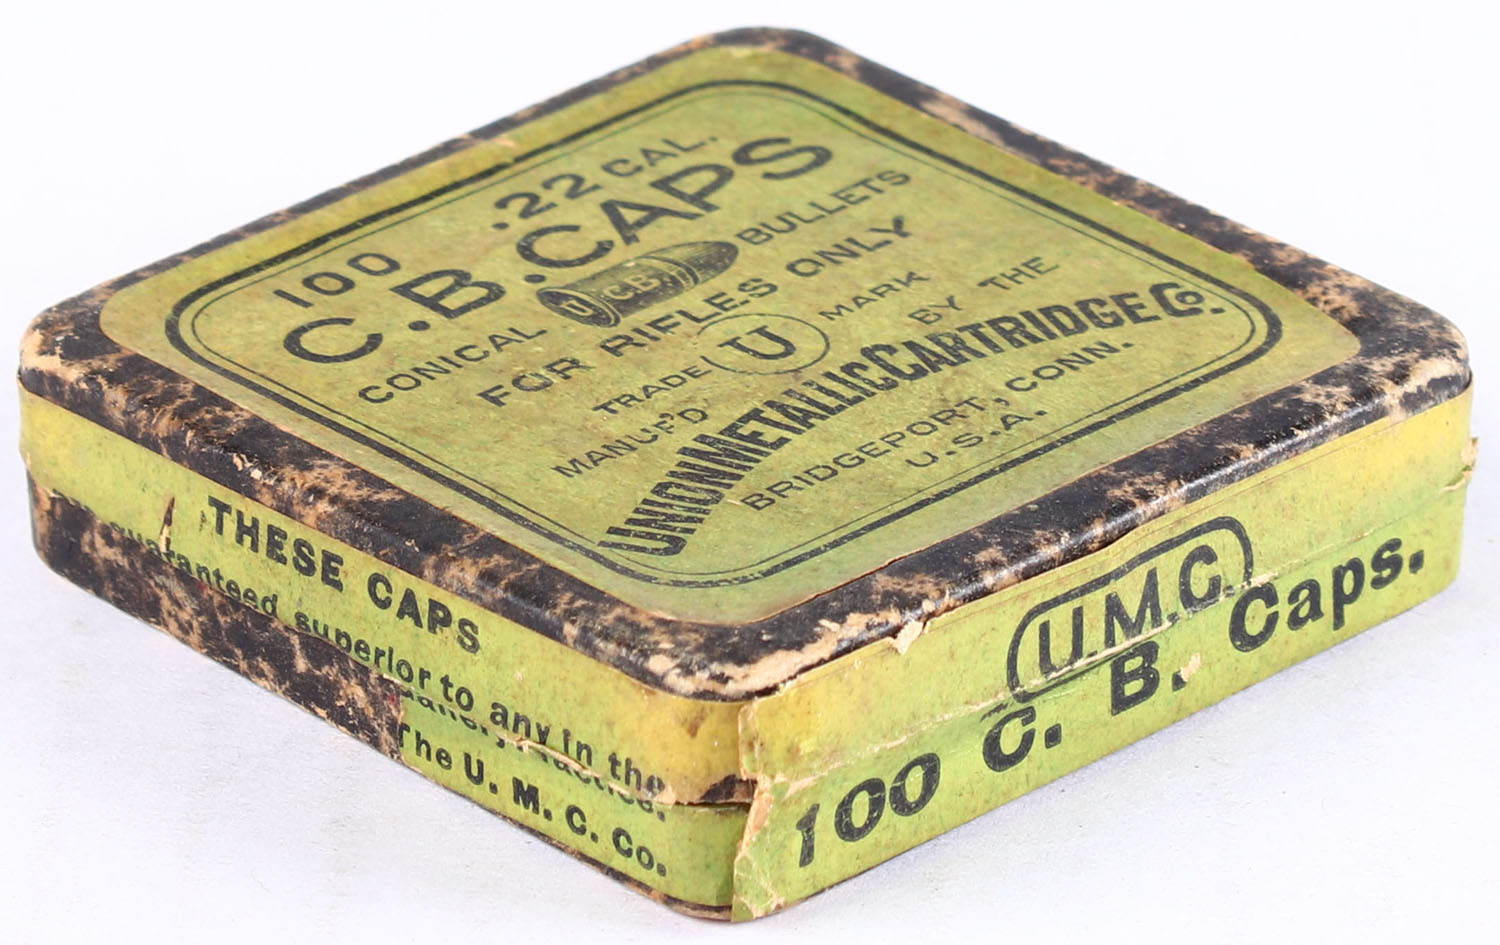 100 .22 CAL.
C.B. CAPS
CONICAL U CB BULLETS
FOR RIFLES ONLY
TRADE U MARK
MANUF'D BY THE
UNION METALLIC CARTRIDGE CO.
BRIDGEPORT, CONN.
U.S.A.
THESE CAPS
guaranteed superior to any in the
The U. M. C. Co.
U.M.C.
100 C. B. Caps.